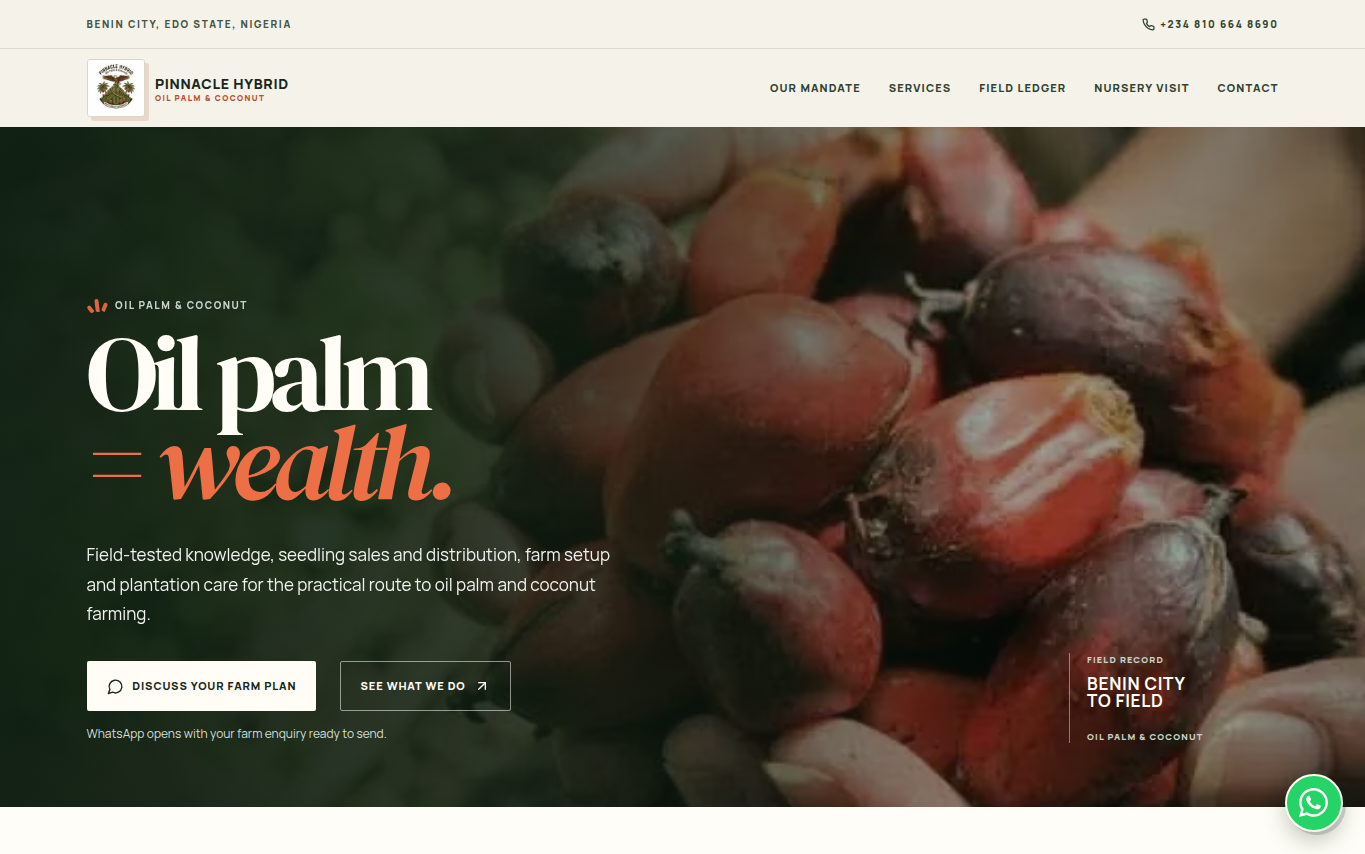 BENIN CITY, EDO STATE, NIGERIA
+234 810 664 8690
PINNACLE HYBRID
OIL PALM & COCONUT
OUR MANDATE
SERVICES
FIELD LEDGER
NURSERY VISIT
CONTACT
OIL PALM & COCONUT
Oil palm
= wealth.
Field-tested knowledge, seedling sales and distribution, farm setup
and plantation care for the practical route to oil palm and coconut
farming.
DISCUSS YOUR FARM PLAN
SEE WHAT WE DO
WhatsApp opens with your farm enquiry ready to send.
FIELD RECORD
BENIN CITY
TO FIELD
OIL PALM & COCONUT